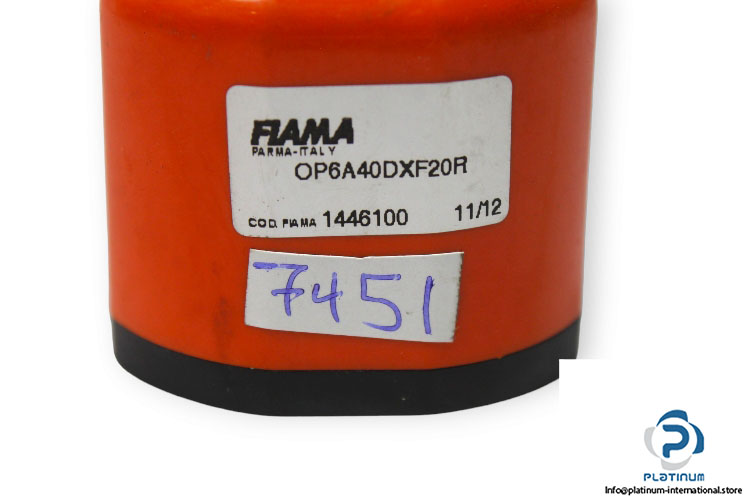 FIAMA
PARMA-ITALY
OP6A40DXF20R
COD. FIAMA 1446100 11/12
7451
P
PLATINUM
Info@platinum-international.store